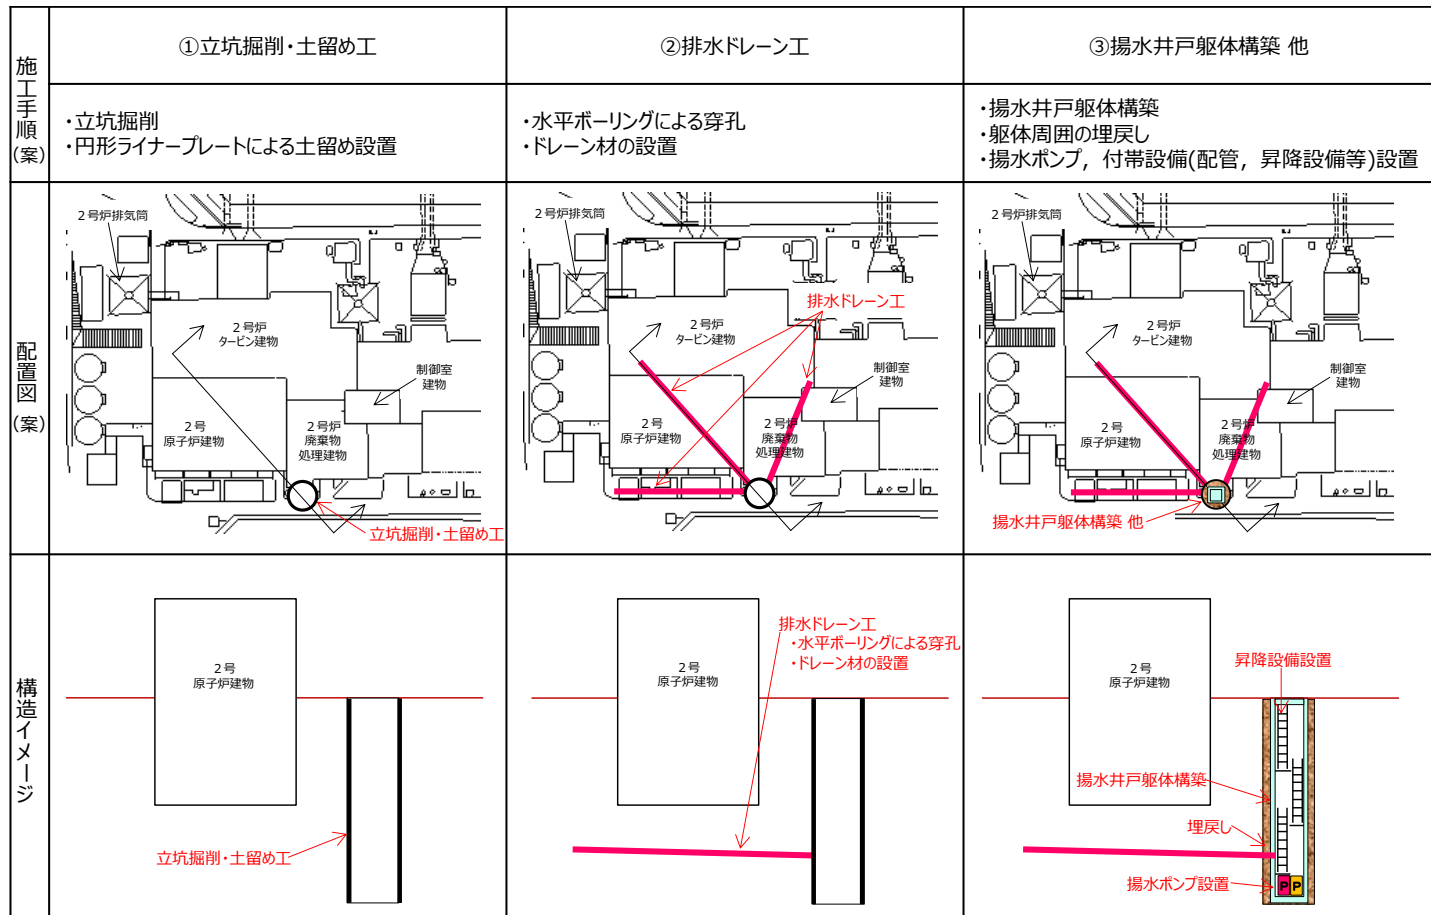 施工手順(案)
①立坑掘削・土留め工
②排水ドレーン工
③揚水井戸躯体構築 他
・立坑掘削
・円形ライナープレートによる土留め設置
・水平ボーリングによる穿孔
・ドレーン材の設置
・揚水井戸躯体構築
・躯体周囲の埋戻し
・揚水ポンプ，付帯設備(配管，昇降設備等)設置
配置図(案)
2号炉排気筒
2号炉
タービン建物
制御室
建物
2号
原子炉建物
2号炉
廃棄物
処理建物
立坑掘削・土留め工
2号炉排気筒
排水ドレーン工
2号炉
タービン建物
制御室
建物
2号
原子炉建物
2号炉
廃棄物
処理建物
2号炉排気筒
2号炉
タービン建物
制御室
建物
2号
原子炉建物
2号炉
廃棄物
処理建物
揚水井戸躯体構築 他
構造イメージ
2号
原子炉建物
立坑掘削・土留め工
2号
原子炉建物
排水ドレーン工
・水平ボーリングによる穿孔
・ドレーン材の設置
2号
原子炉建物
昇降設備設置
揚水井戸躯体構築
埋戻し
揚水ポンプ設置
P P